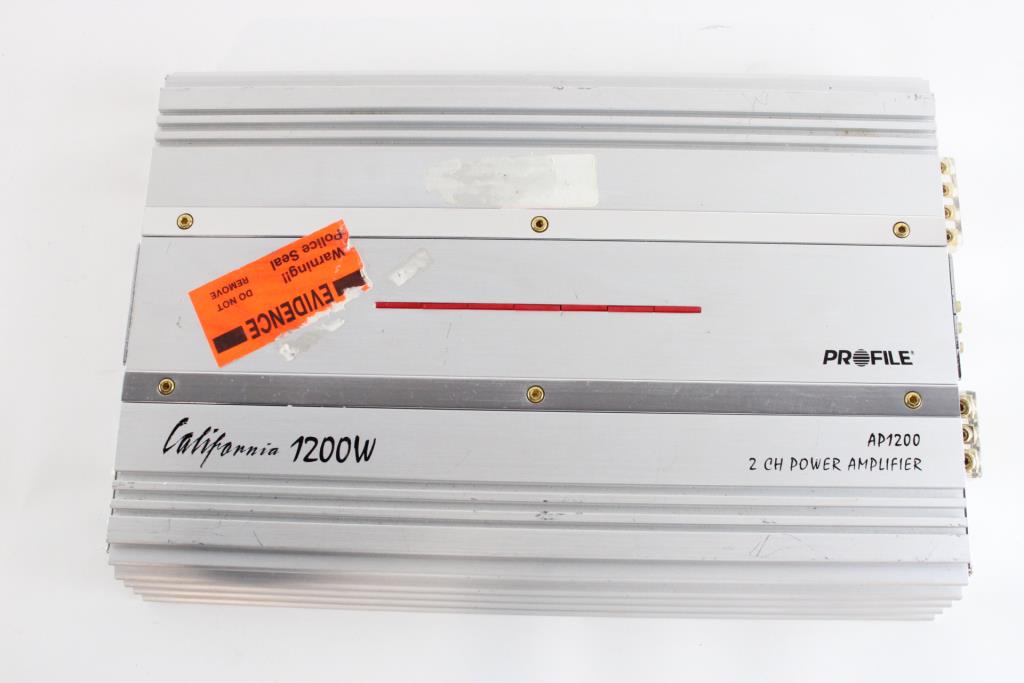 Warning!!
Police Seal
DO NOT
REMOVE
EVIDENCE
PROFILE
California 1200W
AP1200
2 CH POWER AMPLIFIER